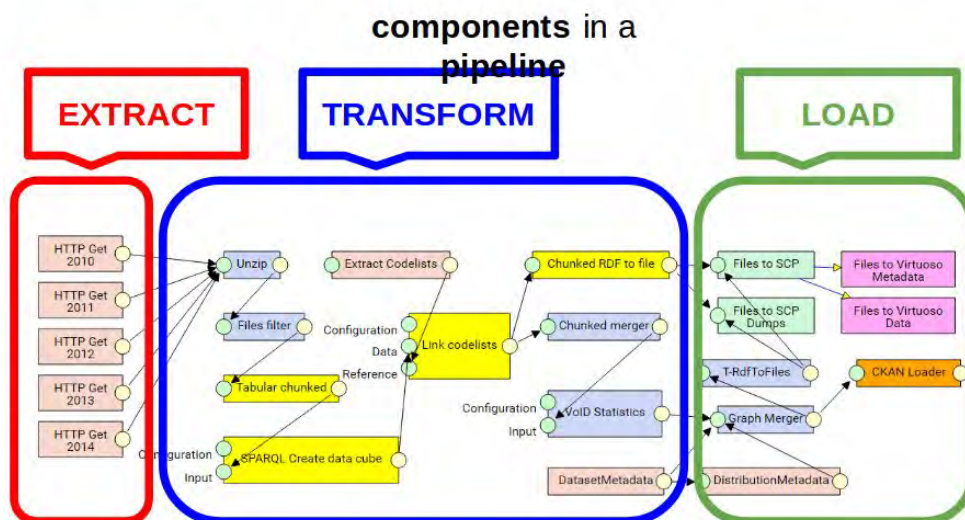 components in a
pipeline
EXTRACT
TRANSFORM
LOAD
HTTP Get
2010
HTTP Get
2011
HTTP Get
2012
HTTP Get
2013
HTTP Get
2014
Unzip
Files filter
Tabular chunked
Configuration
Input
SPARQL Create data cube
Extract Codelists
Configuration
Data
Reference
Link codelists
Chunked RDF to file
Chunked merger
Configuration
Input
VoID Statistics
DatasetMetadata
Files to SCP
Files to SCP
Dumps
T-RdfToFiles
Graph Merger
DistributionMetadata
Files to Virtuoso
Metadata
Files to Virtuoso
Data
CKAN Loader